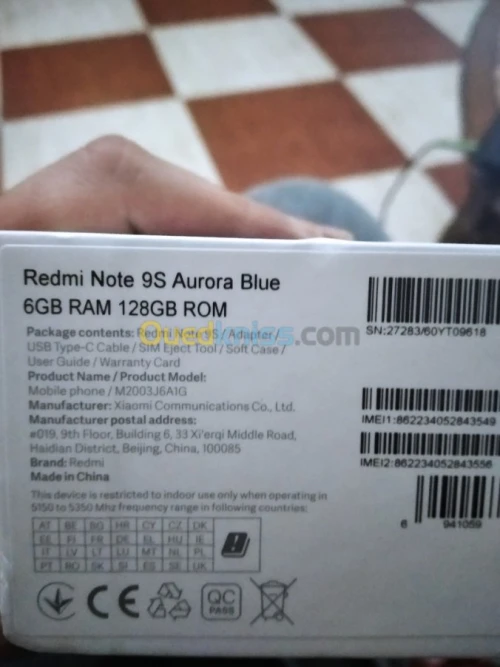 Redmi Note 9S Aurora Blue
6GB RAM 128GB ROM
Package contents: Redmi Note 9S / Adapter /
USB Type-C Cable / SIM Eject Tool / Soft Case /
User Guide / Warranty Card
Product Name / Product Model:
Mobile phone / M2003J6A1G
Manufacturer: Xiaomi Communications Co., Ltd.
Manufacturer postal address:
#019, 9th Floor, Building 6, 33 Xi'erqi Middle Road,
Haidian District, Beijing, China, 100085
Brand: Redmi
Made in China
This device is restricted to indoor use only when operating in
5150 to 5350 Mhz frequency range in following countries:
AT BE BG HR CY CZ DK
EE FI FR DE EL HU IE
IT LV LT LU MT NL PL
PT RO SK SI ES SE UK
CE
QC
PASS
SN:27283/60YT09618
IMEI1:862234052843549
IMEI2:862234052843556
6 941059
Ouedkniss.com